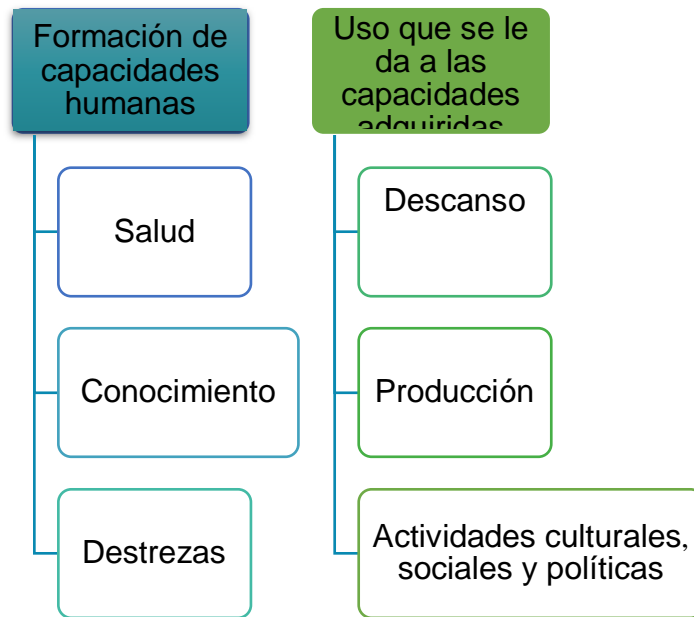 Formación de
capacidades
humanas
Salud
Conocimiento
Destrezas
Uso que se le
da a las
capacidades
adquiridas
Descanso
Producción
Actividades culturales,
sociales y políticas